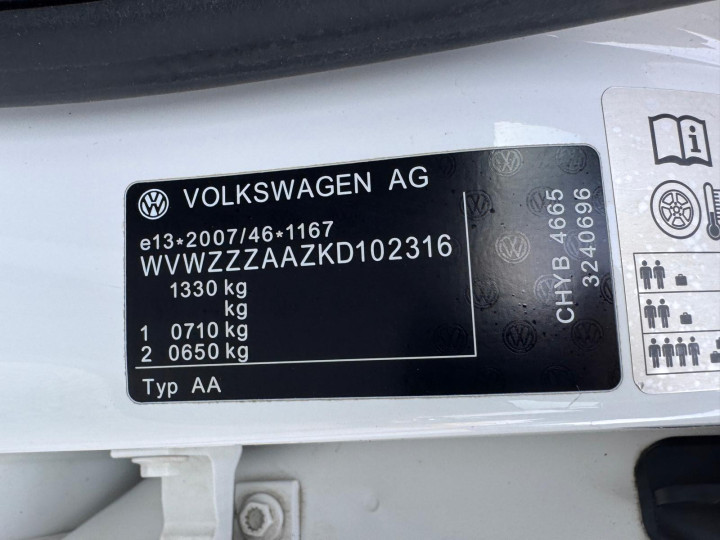 VOLKSWAGEN AG
e13*2007/46*1167
WVWZZZAAZKD102316
1330 kg
kg
1 0710 kg
2 0650 kg
Typ AA
CHYB 4665
3240696